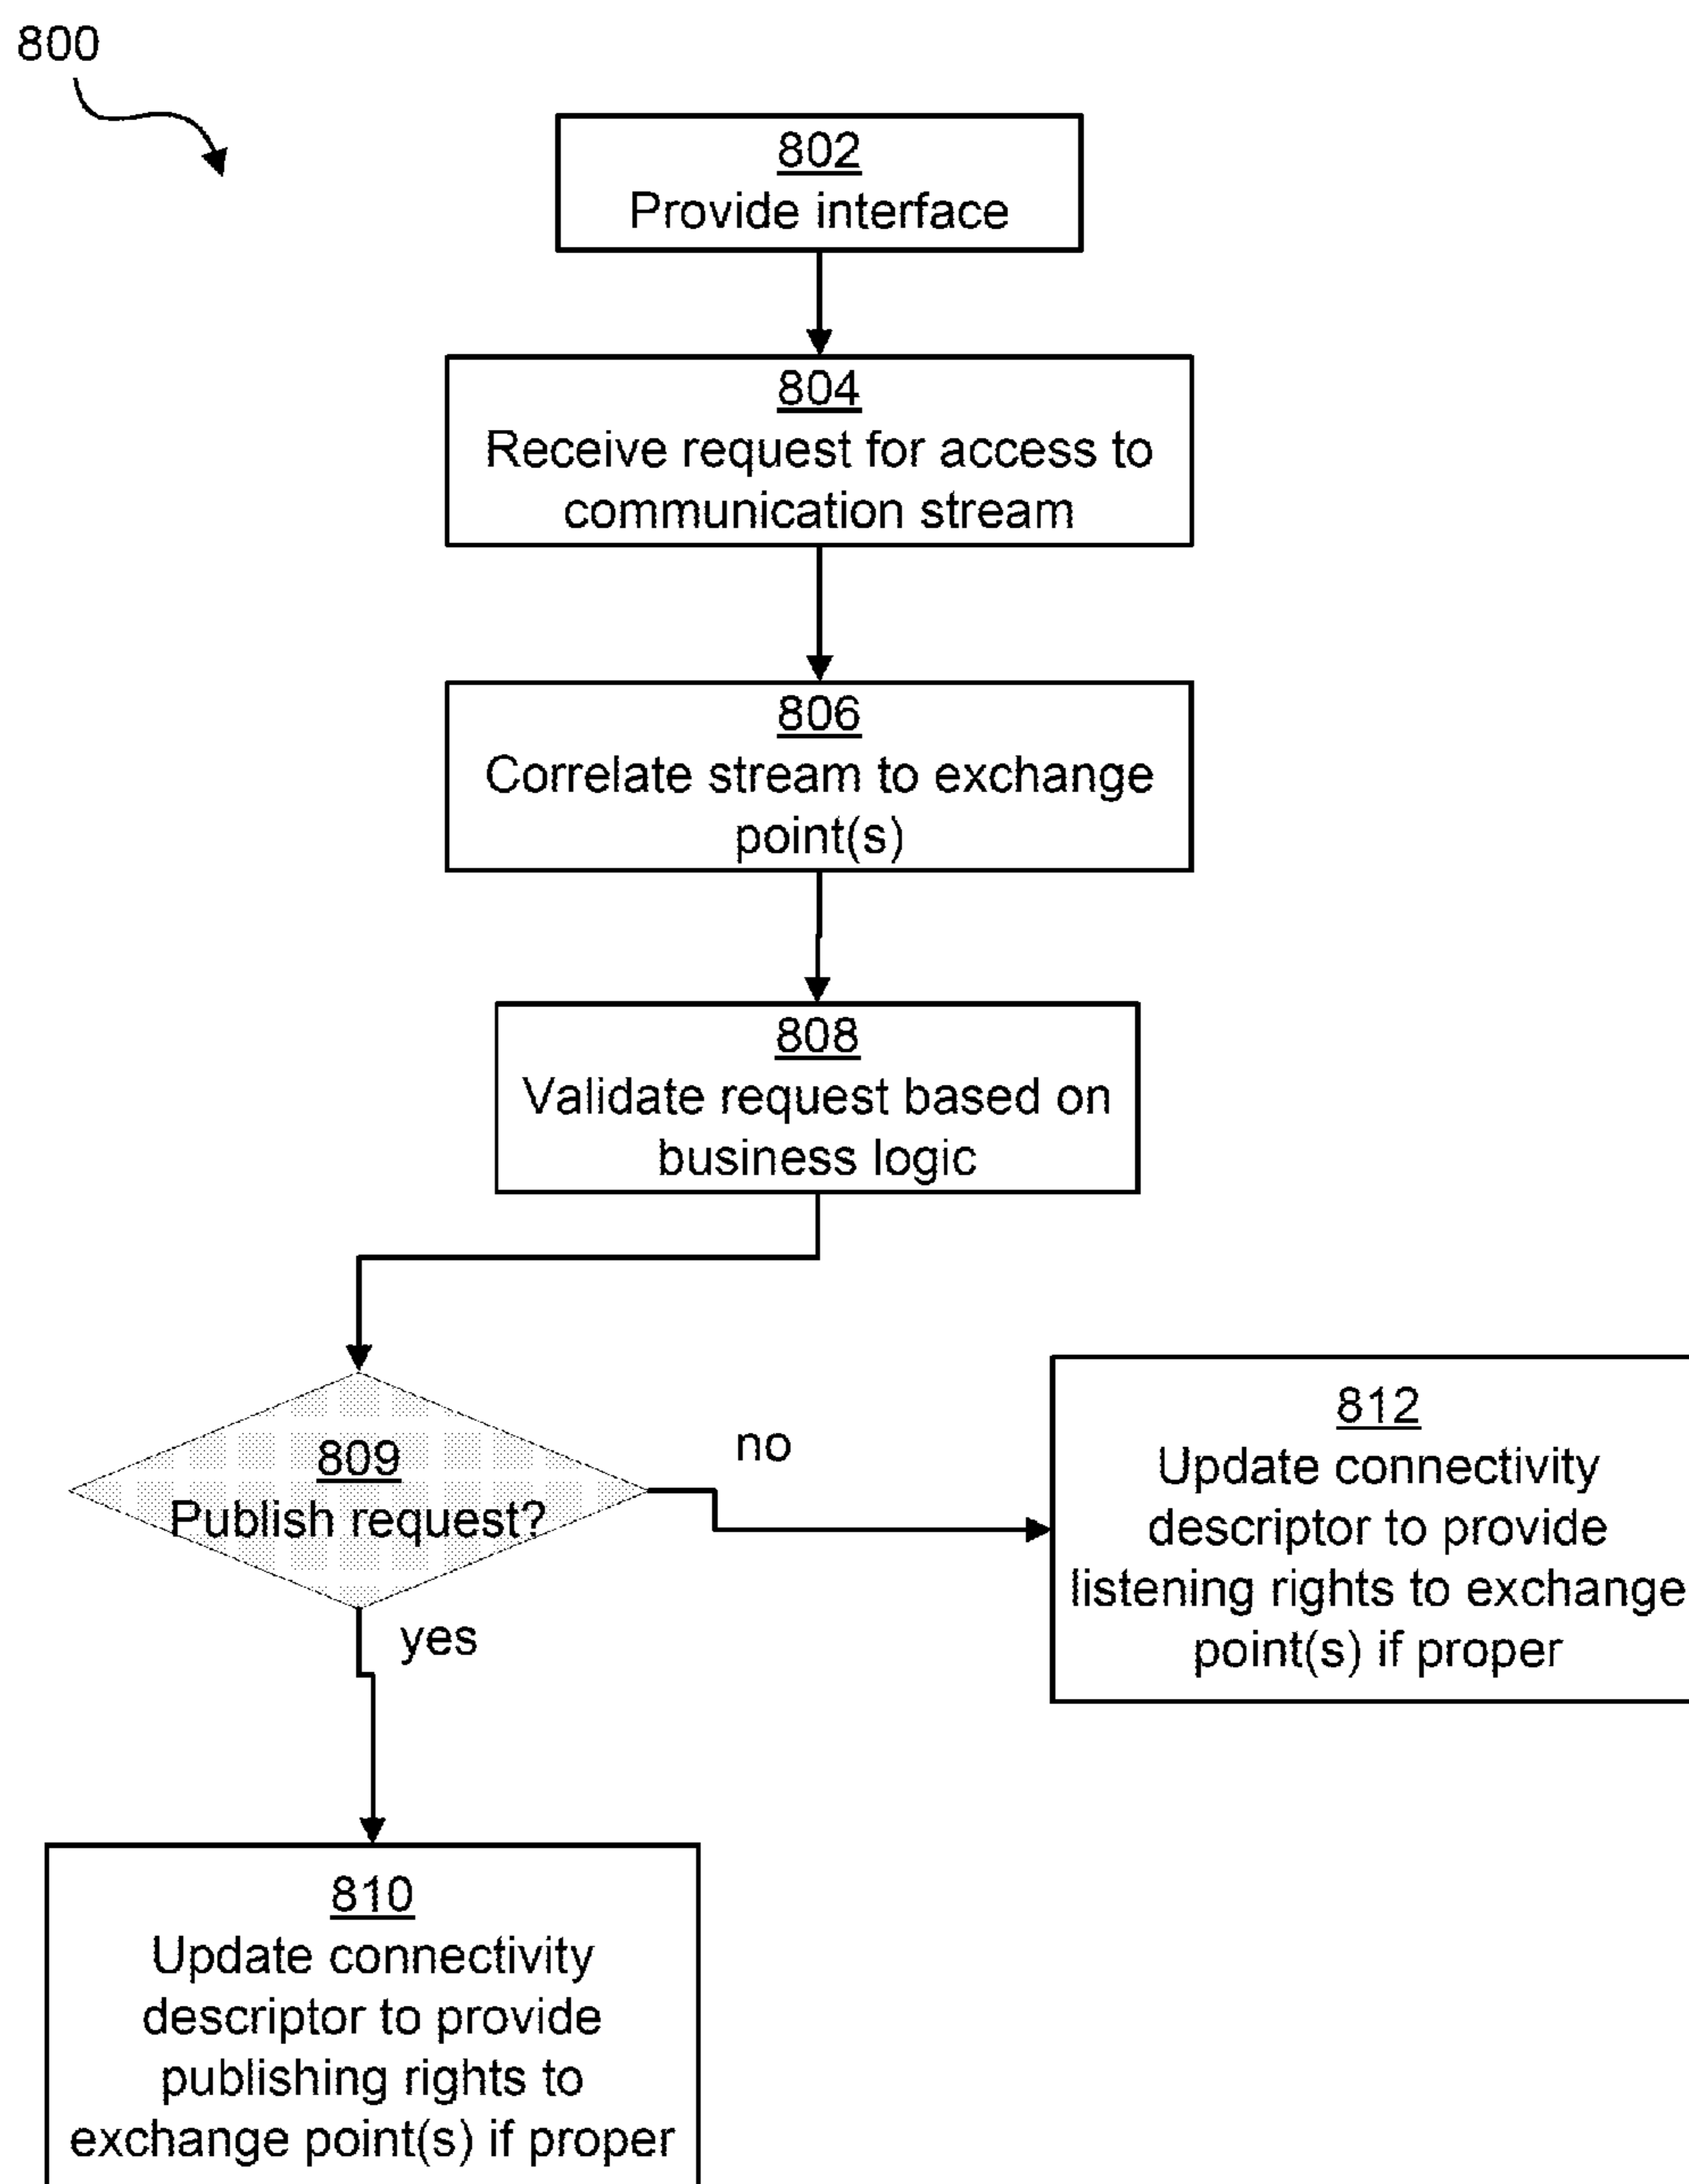 800
802
Provide interface
804
Receive request for access to
communication stream
806
Correlate stream to exchange
point(s)
808
Validate request based on
business logic
809
Publish request?
no
812
Update connectivity
descriptor to provide
listening rights to exchange
point(s) if proper
yes
810
Update connectivity
descriptor to provide
publishing rights to
exchange point(s) if proper